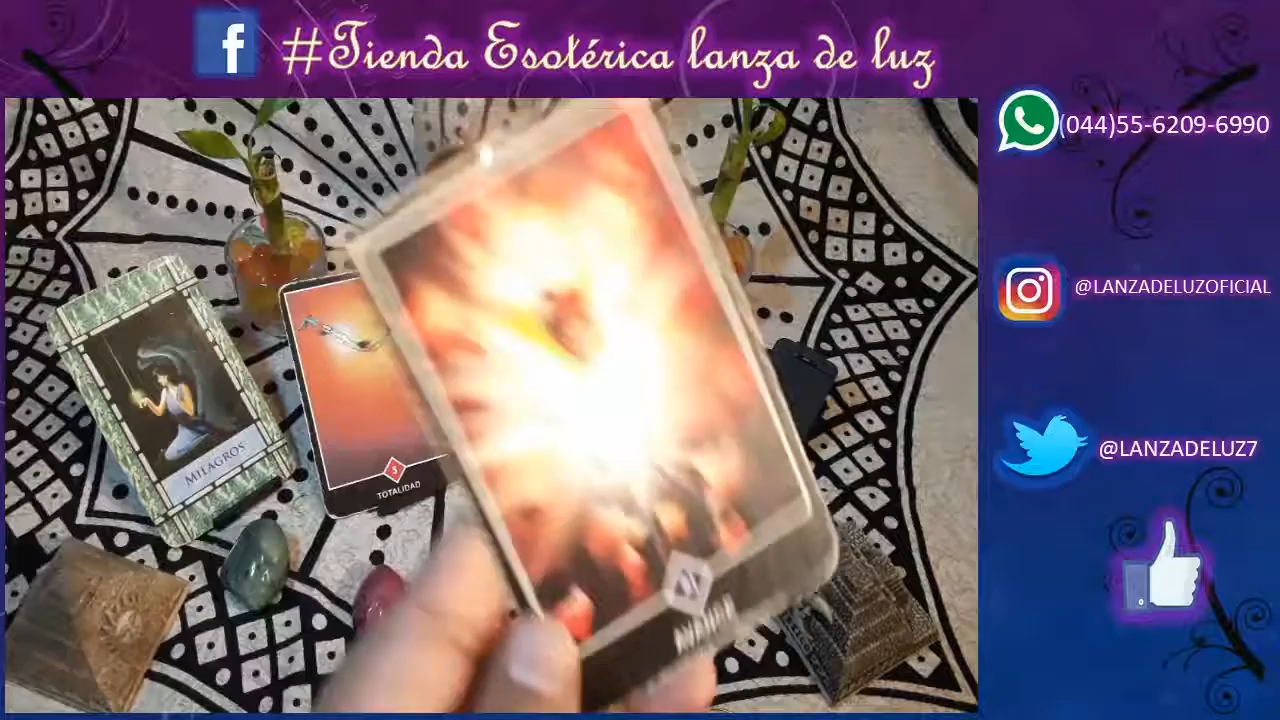 #Tienda Esotérica lanza de luz
(044)55-6209-6990
@LANZADELUZOFICIAL
@LANZADELUZ7
MILAGROS
5
TOTALIDAD